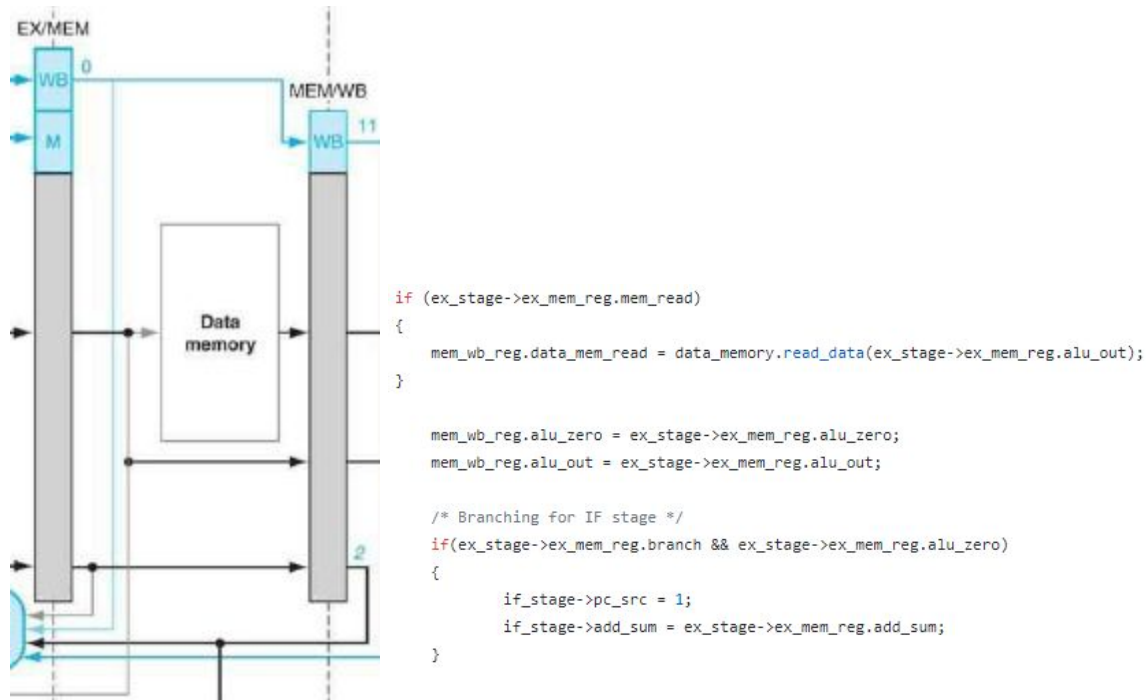 EX/MEM
WB
0
M
MEM/WB
WB
11
Data
memory
2
if (ex_stage->ex_mem_reg.mem_read)
{
mem_wb_reg.data_mem_read = data_memory.read_data(ex_stage->ex_mem_reg.alu_out);
}
mem_wb_reg.alu_zero = ex_stage->ex_mem_reg.alu_zero;
mem_wb_reg.alu_out = ex_stage->ex_mem_reg.alu_out;
/* Branching for IF stage */
if(ex_stage->ex_mem_reg.branch && ex_stage->ex_mem_reg.alu_zero)
{
if_stage->pc_src = 1;
if_stage->add_sum = ex_stage->ex_mem_reg.add_sum;
}